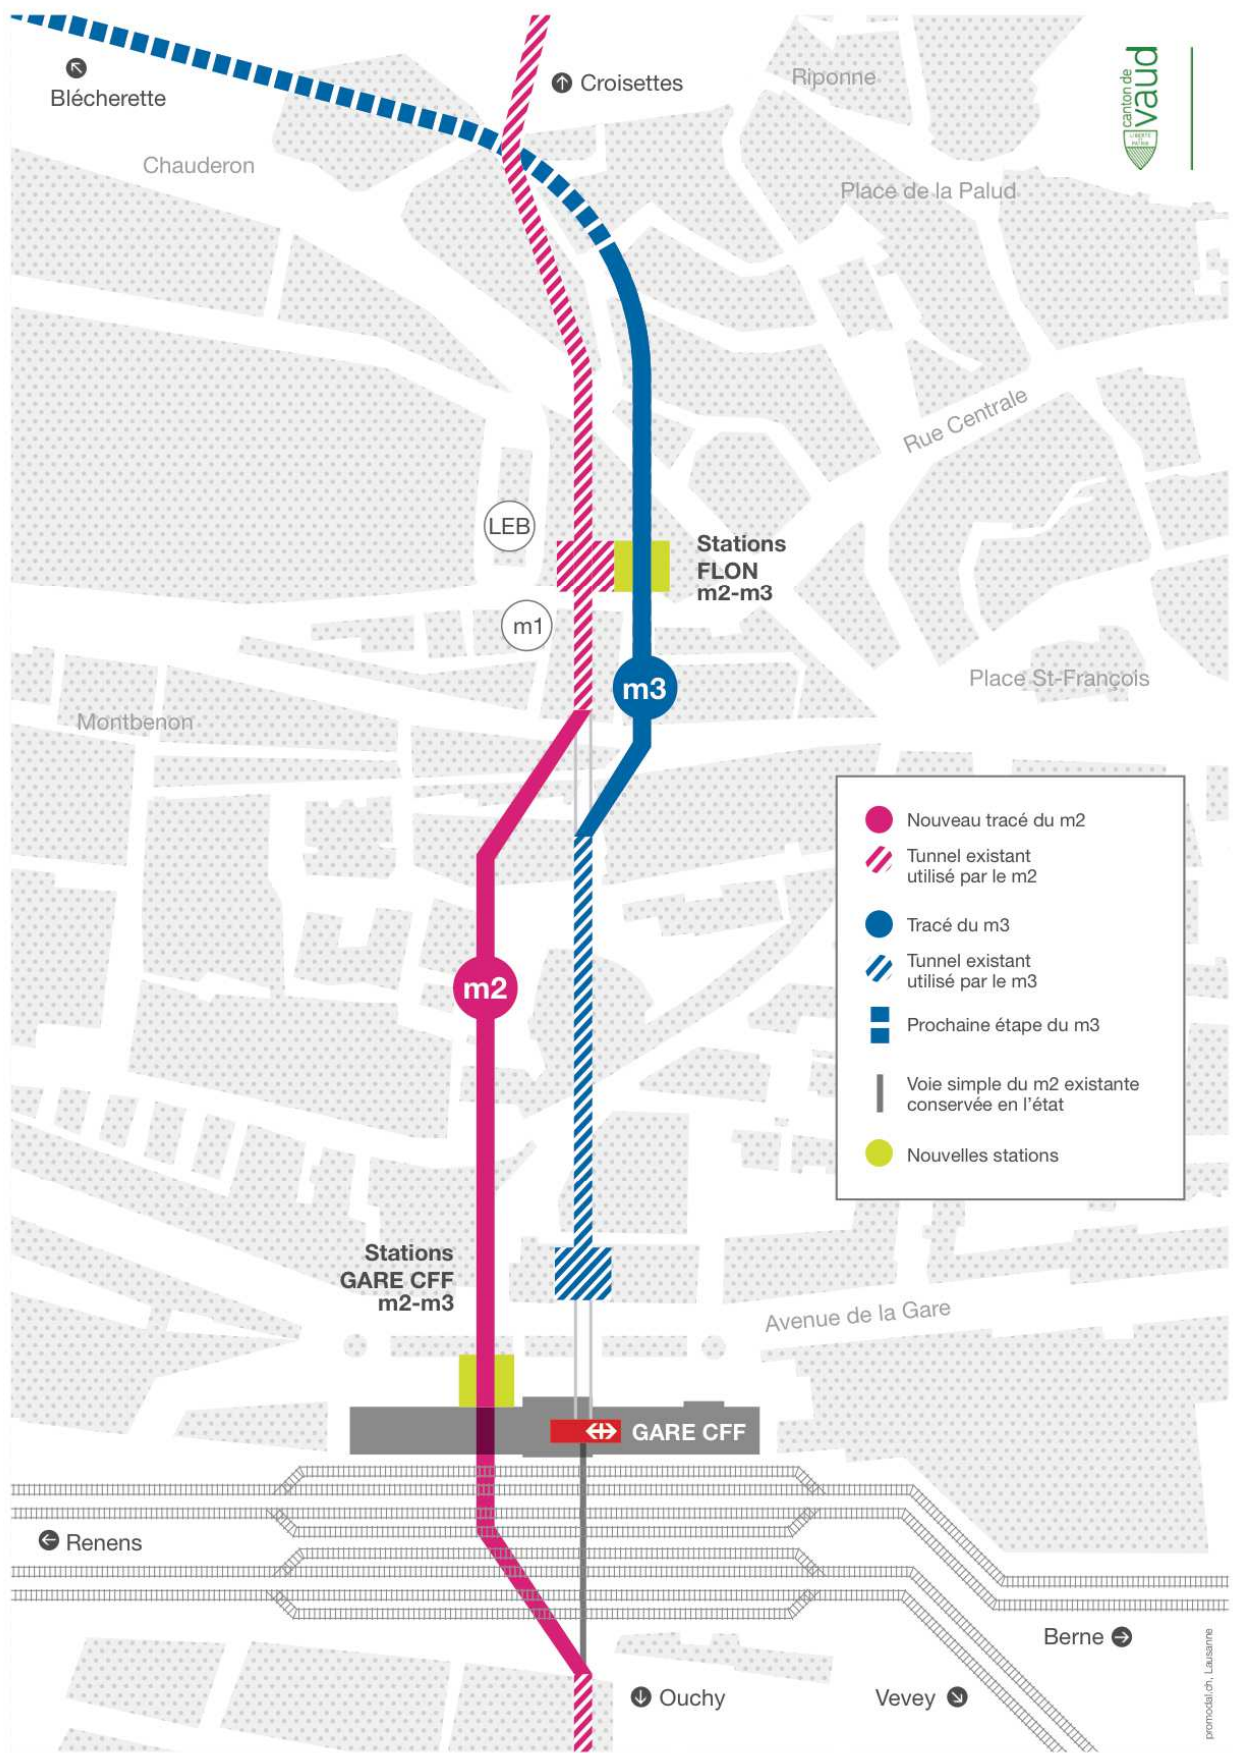 Blécherette
Croisettes
Riponne
canton de
vaud
LIBERTÉ
ET
PATRIE
Chauderon
Place de la Palud
Rue Centrale
LEB
Stations
FLON
m2-m3
m1
m3
Place St-François
Montbenon
Nouveau tracé du m2
Tunnel existant
utilisé par le m2
Tracé du m3
Tunnel existant
utilisé par le m3
Prochaine étape du m3
Voie simple du m2 existante
conservée en l'état
Nouvelles stations
m2
Stations
GARE CFF
m2-m3
Avenue de la Gare
GARE CFF
Renens
Berne
Ouchy
Vevey
promodal.ch, Lausanne